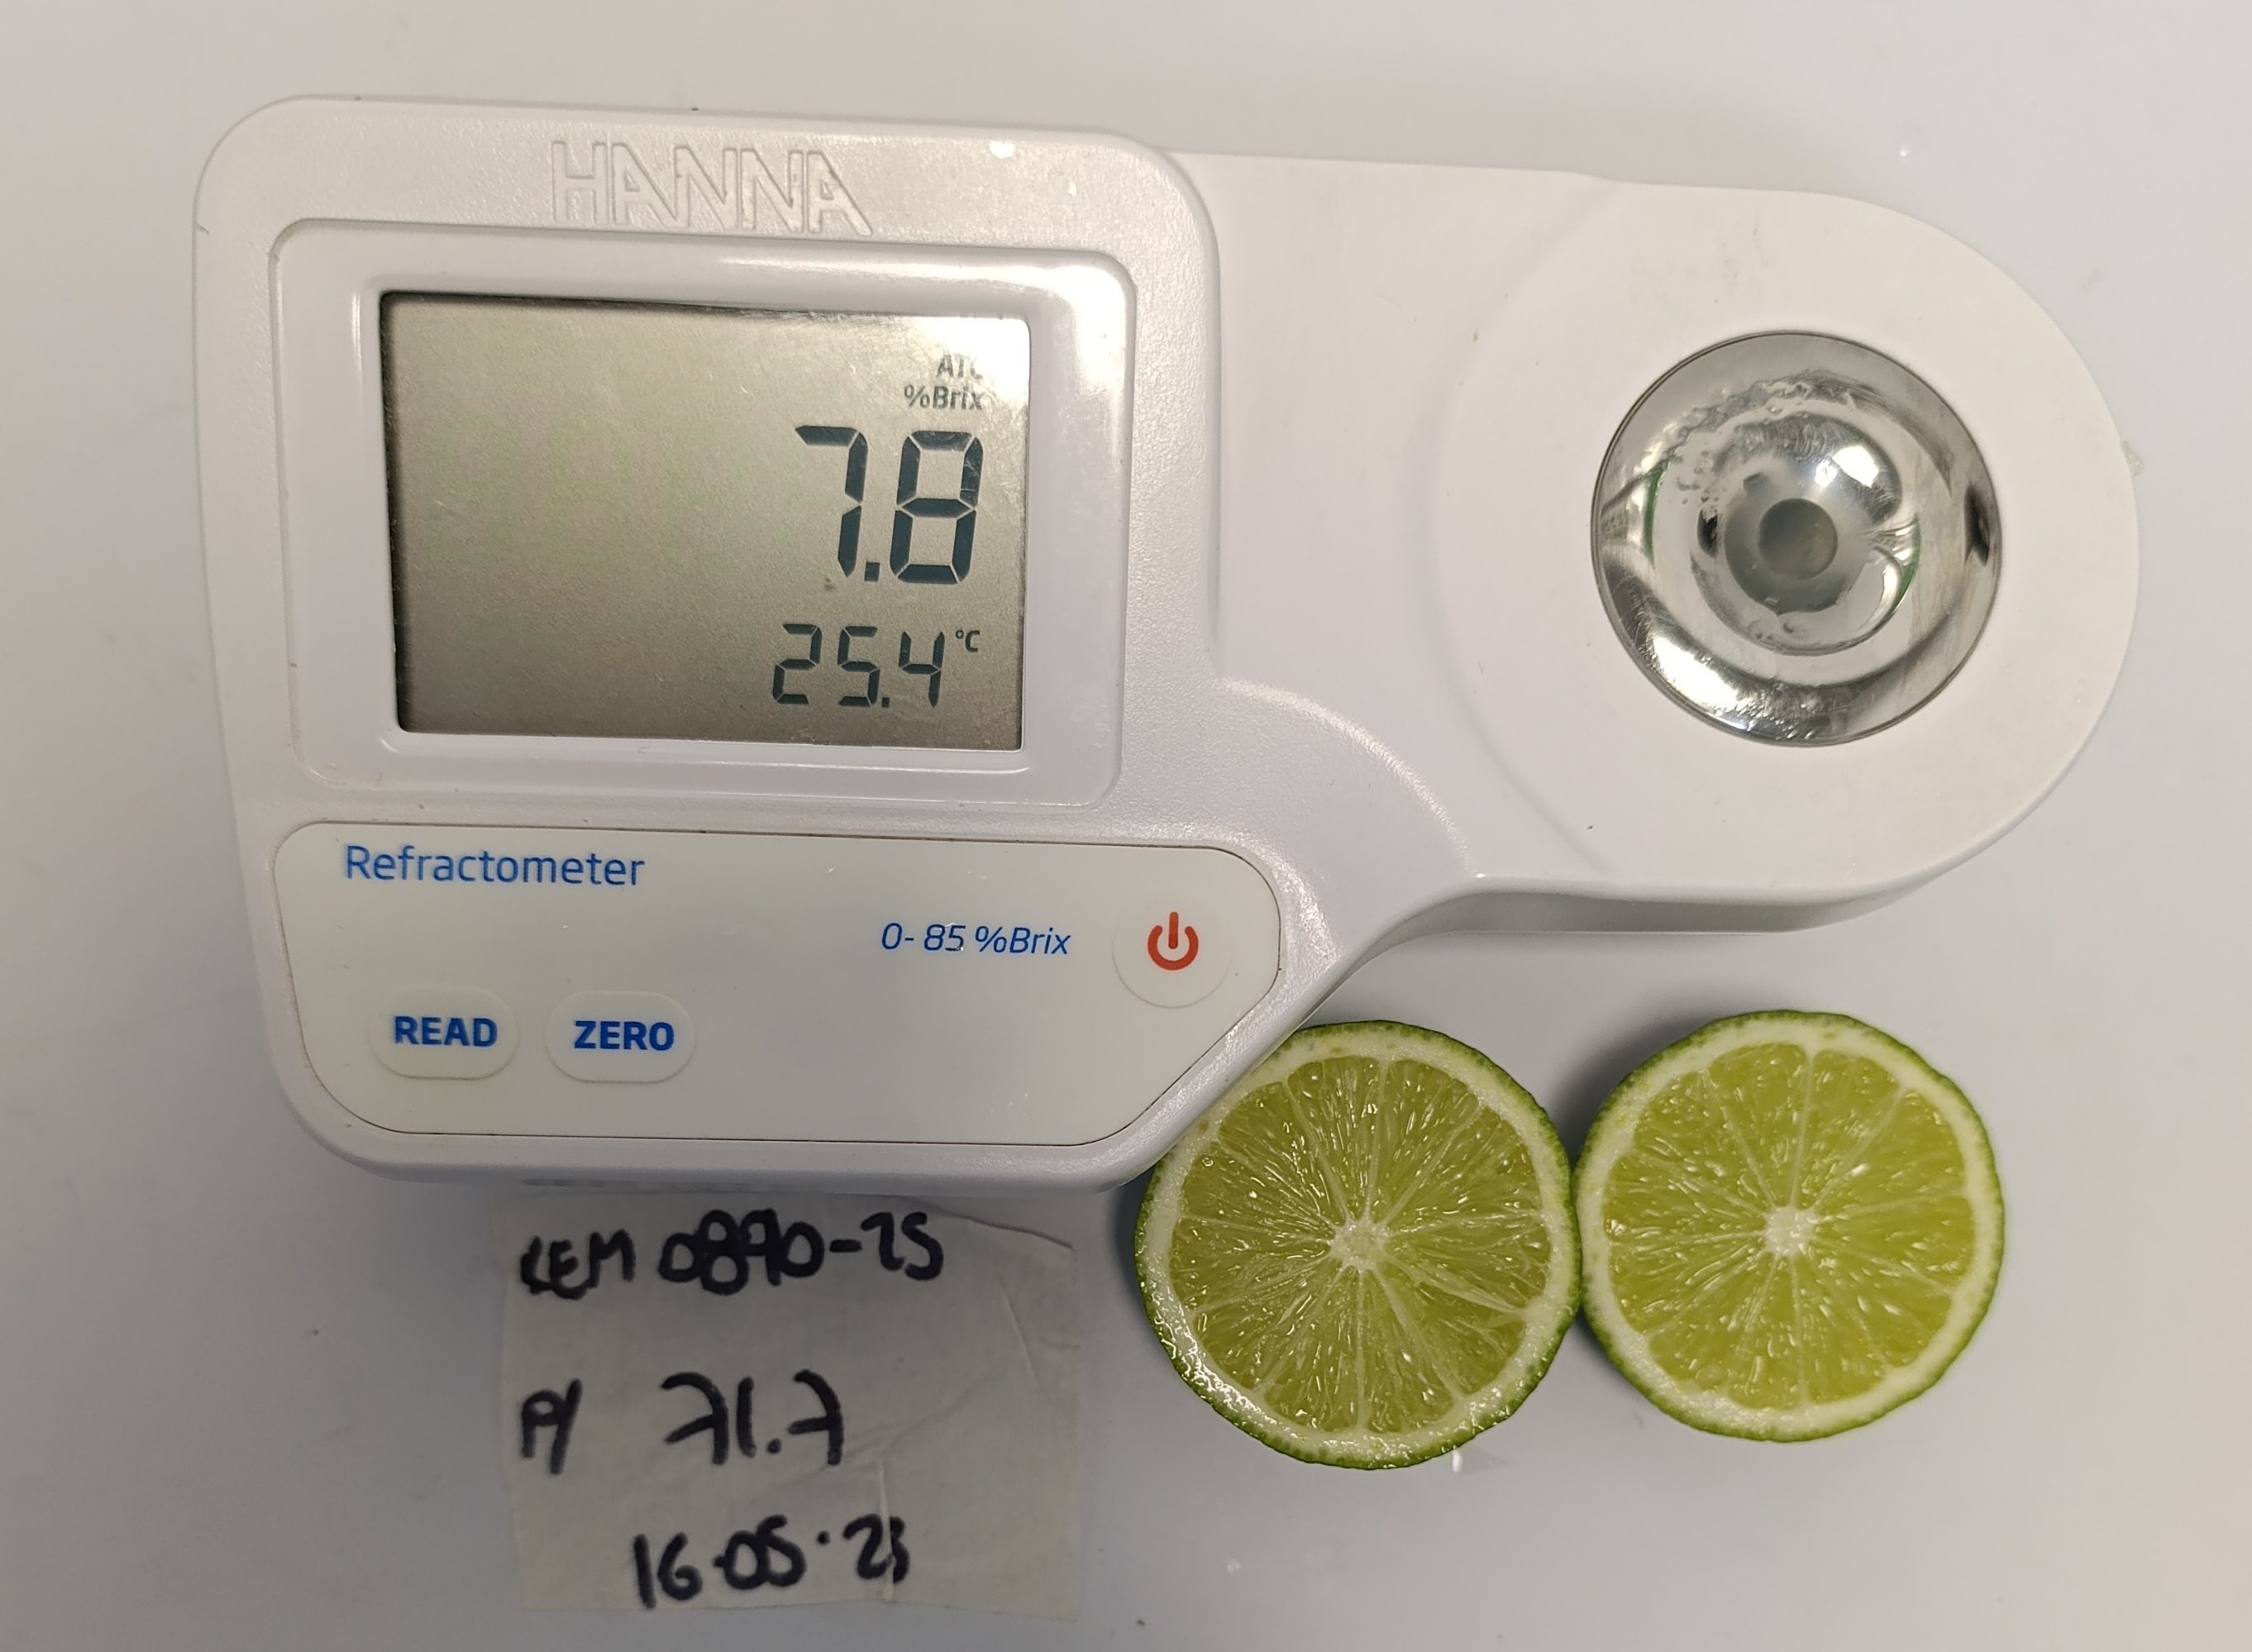 HANNA
ATC
%Brix
7.8
25.4 °C
Refractometer
0-85 %Brix
READ
ZERO
0890-25
71.7
16.05.23